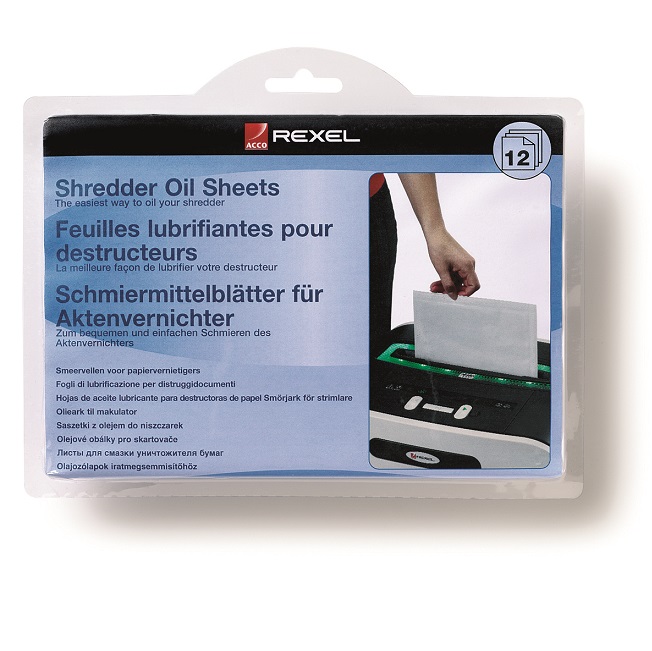 ACCO REXEL
12
Shredder Oil Sheets
The easiest way to oil your shredder
Feuilles lubrifiantes pour
destructeurs
La meilleure façon de lubrifier votre destructeur
Schmiermittelblätter für
Aktenvernichter
Zum bequemen und einfachen Schmieren des
Aktenvernichters
Smeervellen voor papiervernietigers
Fogli di lubrificazione per distruggidocumenti
Hojas de aceite lubricante para destructoras de papel Smörjark för strimlare
Olieark til makulator
Saszetki z olejem do niszczarek
Olejové obálky pro skartovače
Листы для смазки уничтожителя бумаг
Olajozólapok iratmegsemmisítőhöz
REXEL